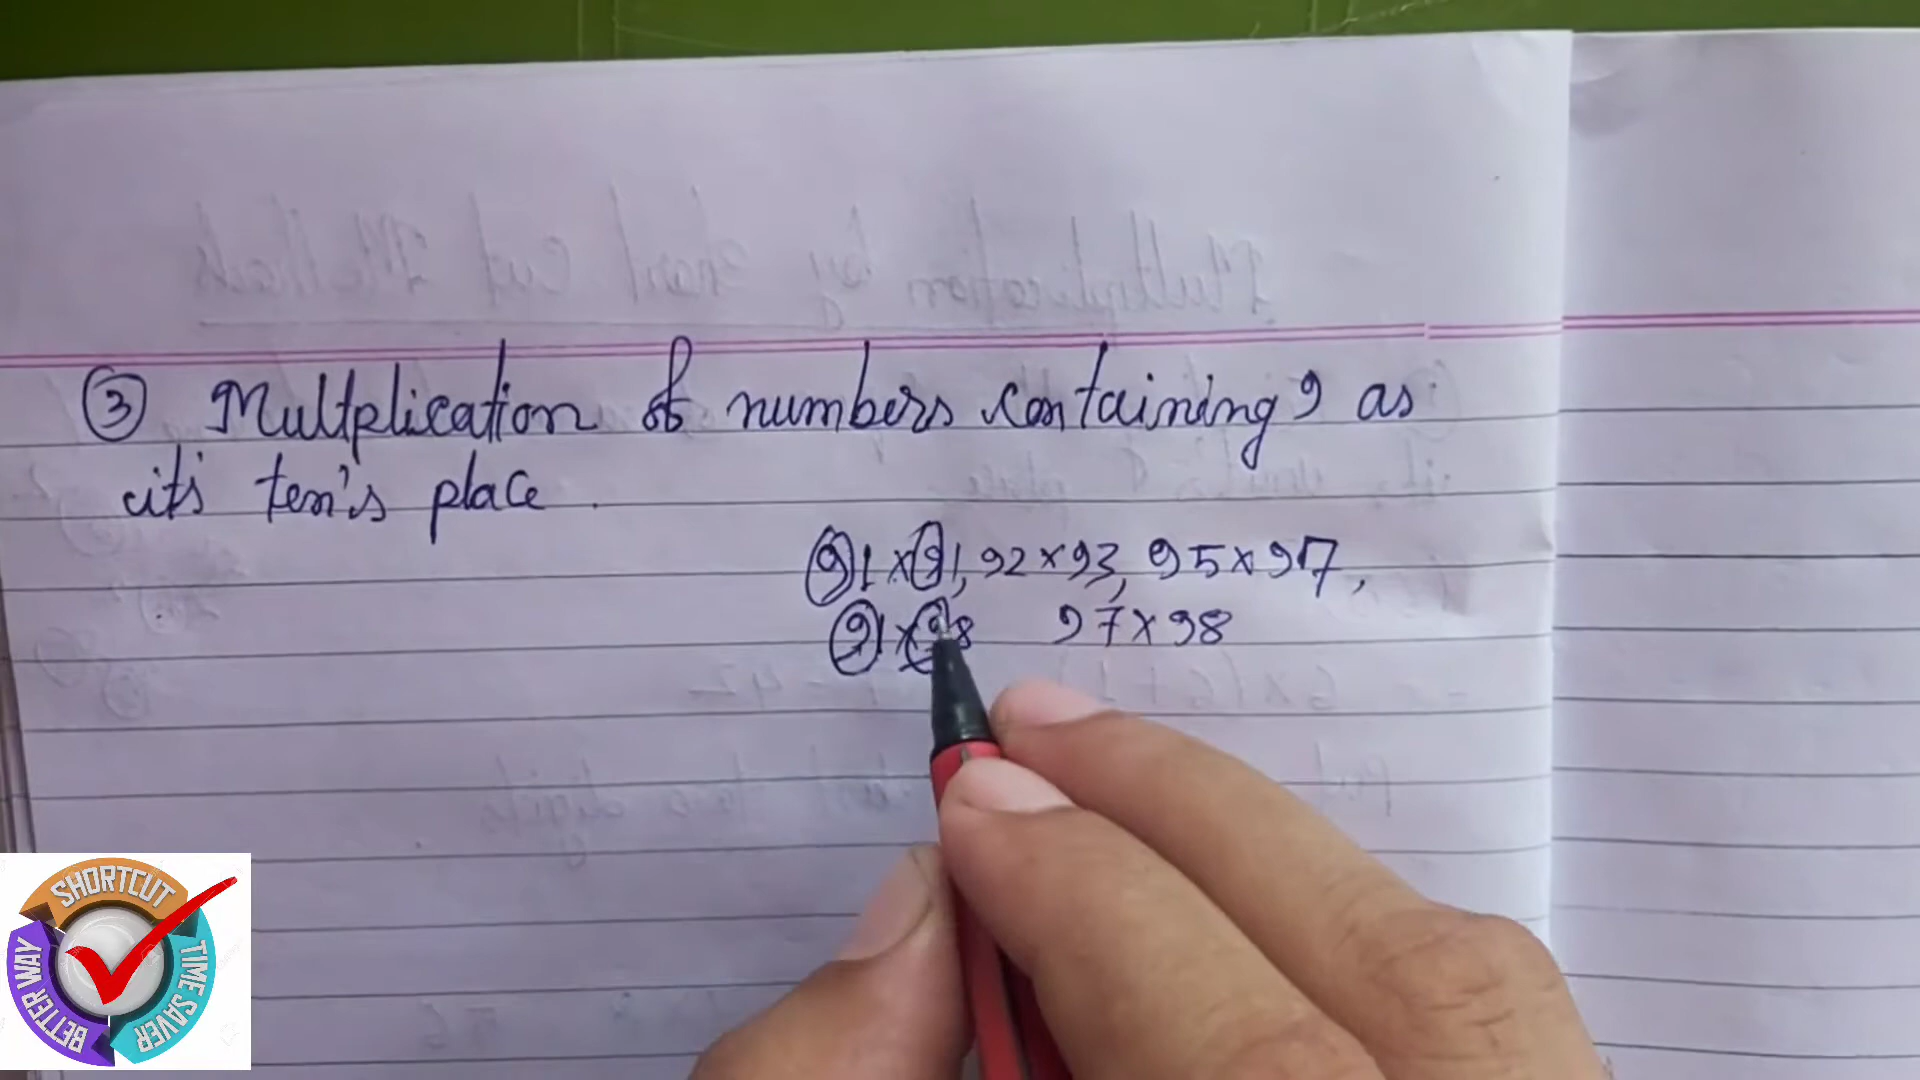 ③ Multplication of numbers containing 9 as
its ten's place.
91×91, 92×93, 95×97,
91×98 97×98
SHORTCUT
BETTER WAY
TIME SAVER